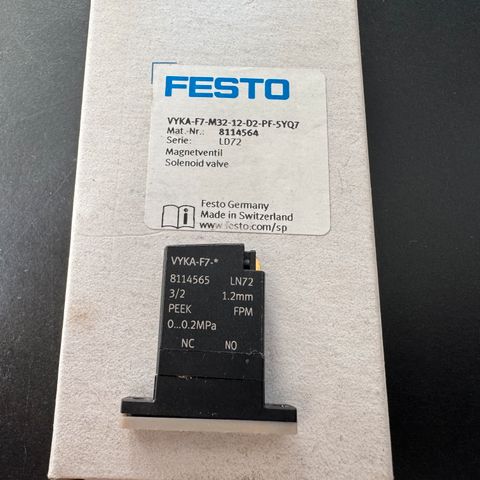 FESTO
VYKA-F7-M32-12-D2-PF-5YQ7
Mat.-Nr.: 8114564
Serie: LD72
Magnetventil
Solenoid valve
Festo Germany
Made in Switzerland
www.festo.com/sp
VYKA-F7-*
8114565 LN72
3/2 1.2mm
PEEK FPM
0...0.2MPa
NC NO